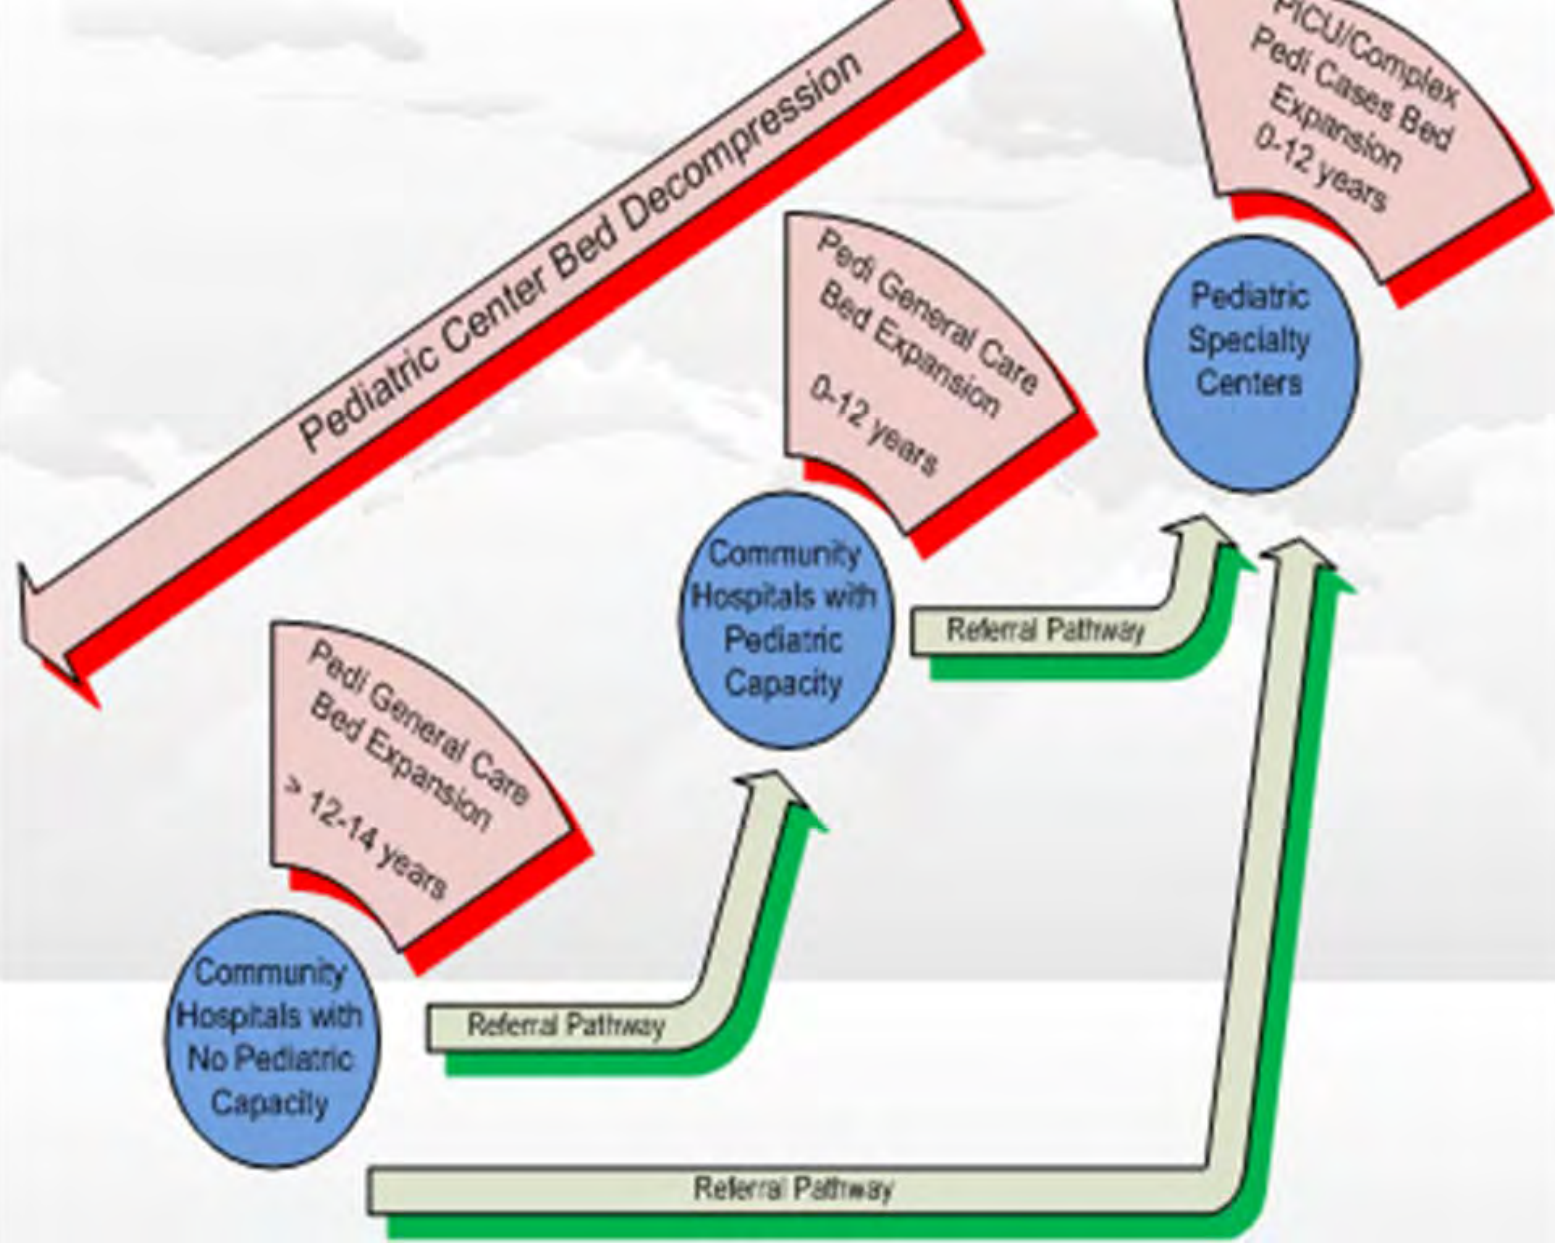 PICU/Complex
Pedi Cases Bed
Expansion
0-12 years
Pediatric Center Bed Decompression
Pedi General Care
Bed Expansion
0-12 years
Pediatric
Specialty
Centers
Community
Hospitals with
Pediatric
Capacity
Referral Pathway
Pedi General Care
Bed Expansion
> 12-14 years
Community
Hospitals with
No Pediatric
Capacity
Referral Pathway
Referral Pathway